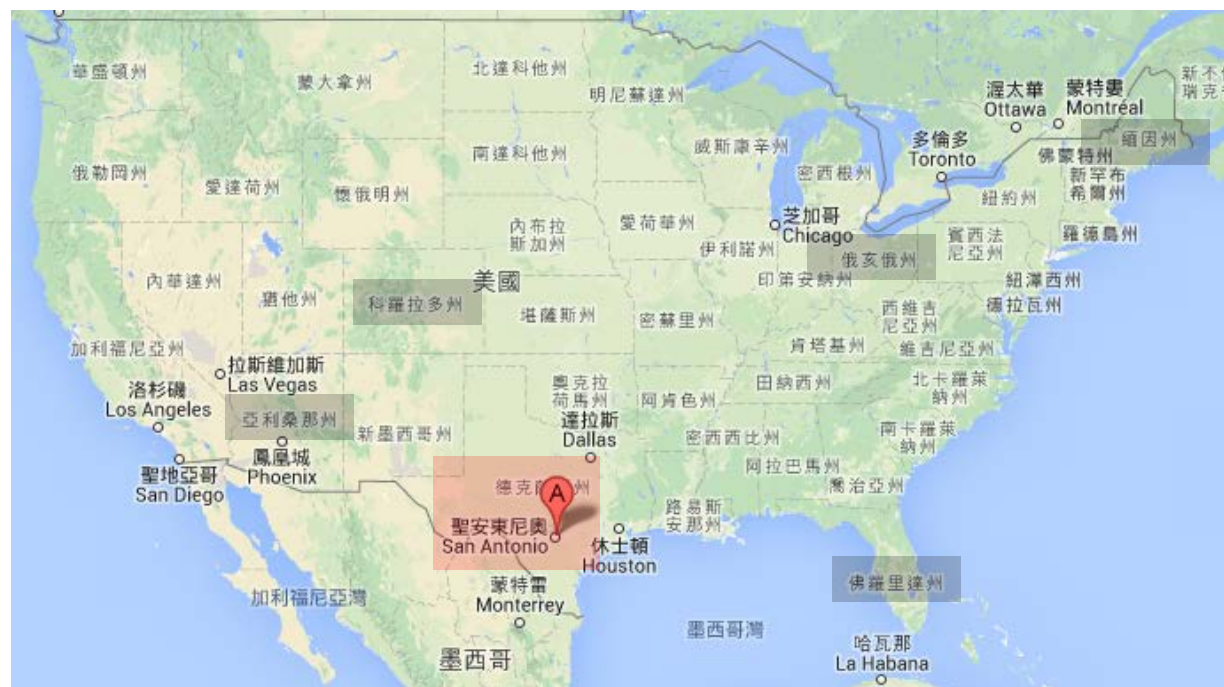 華盛頓州
蒙大拿州
北達科他州
明尼蘇達州
渥太華
Ottawa
蒙特婁
Montréal
新不
瑞克
緬因州
俄勒岡州
愛達荷州
懷俄明州
南達科他州
威斯康辛州
密西根州
多倫多
Toronto
佛蒙特州
新罕布
希爾州
紐約州
羅德島州
內布拉
斯加州
愛荷華州
芝加哥
Chicago
伊利諾州
俄亥俄州
賓西法
尼亞州
印第安納州
紐澤西州
內華達州
猶他州
科羅拉多州
美國
堪薩斯州
密蘇里州
西維吉
尼亞州
德拉瓦州
加利福尼亞州
肯塔基州
維吉尼亞州
拉斯維加斯
Las Vegas
洛杉磯
Los Angeles
亞利桑那州
新墨西哥州
奧克拉
荷馬州
阿肯色州
田納西州
北卡羅萊
納州
鳳凰城
Phoenix
聖地亞哥
San Diego
達拉斯
Dallas
密西西比州
南卡羅萊
納州
阿拉巴馬州
喬治亞州
德克 州
A
聖安東尼奧
San Antonio
路易斯
安那州
休士頓
Houston
加利福尼亞灣
蒙特雷
Monterrey
佛羅里達州
墨西哥灣
墨西哥
哈瓦那
La Habana